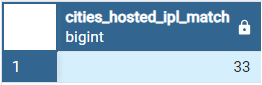 cities_hosted_ipl_match
bigint
1
33